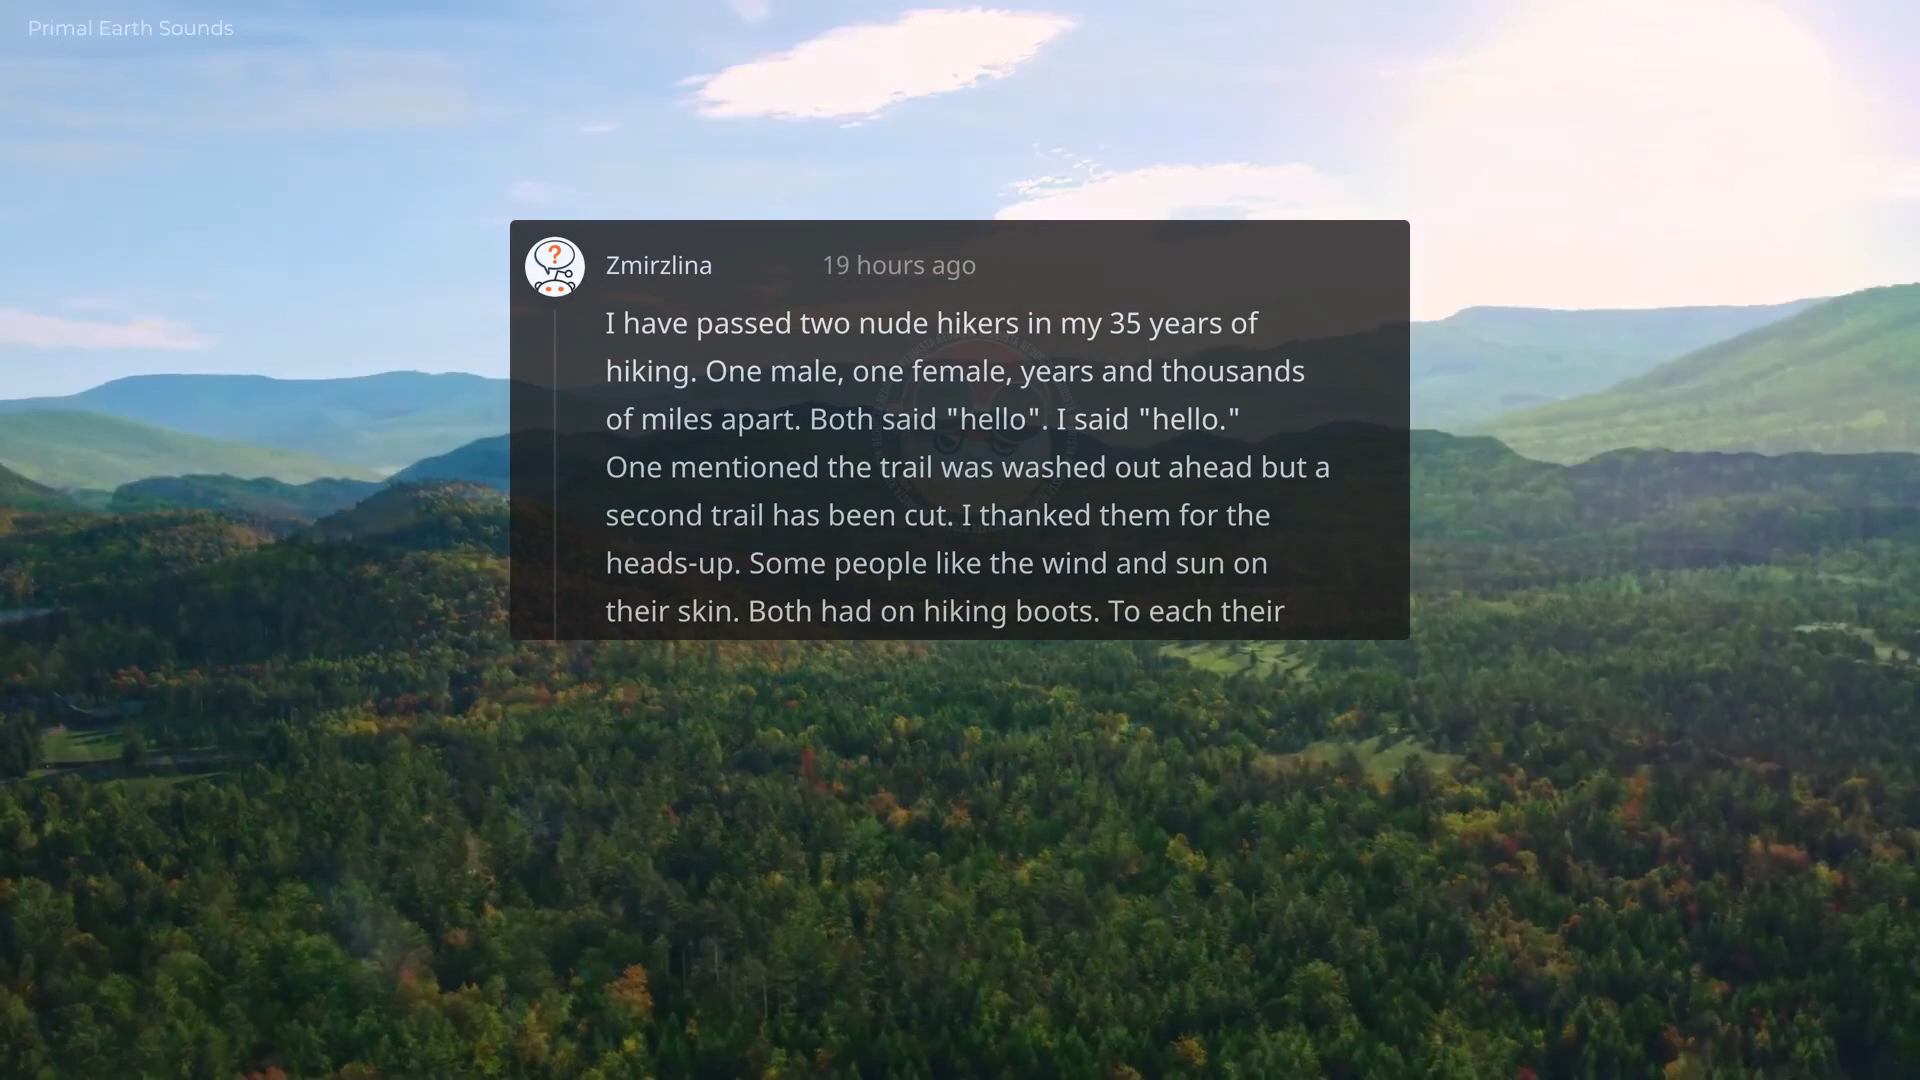 Primal Earth Sounds
Zmirzlina 19 hours ago
I have passed two nude hikers in my 35 years of
hiking. One male, one female, years and thousands
of miles apart. Both said "hello". I said "hello."
One mentioned the trail was washed out ahead but a
second trail has been cut. I thanked them for the
heads-up. Some people like the wind and sun on
their skin. Both had on hiking boots. To each their